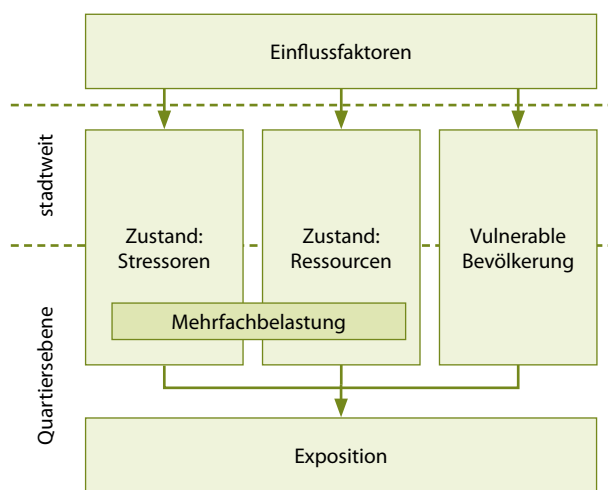 Einflussfaktoren
stadtweit
Zustand:
Stressoren
Zustand:
Ressourcen
Vulnerable
Bevölkerung
Mehrfachbelastung
Quartiersebene
Exposition